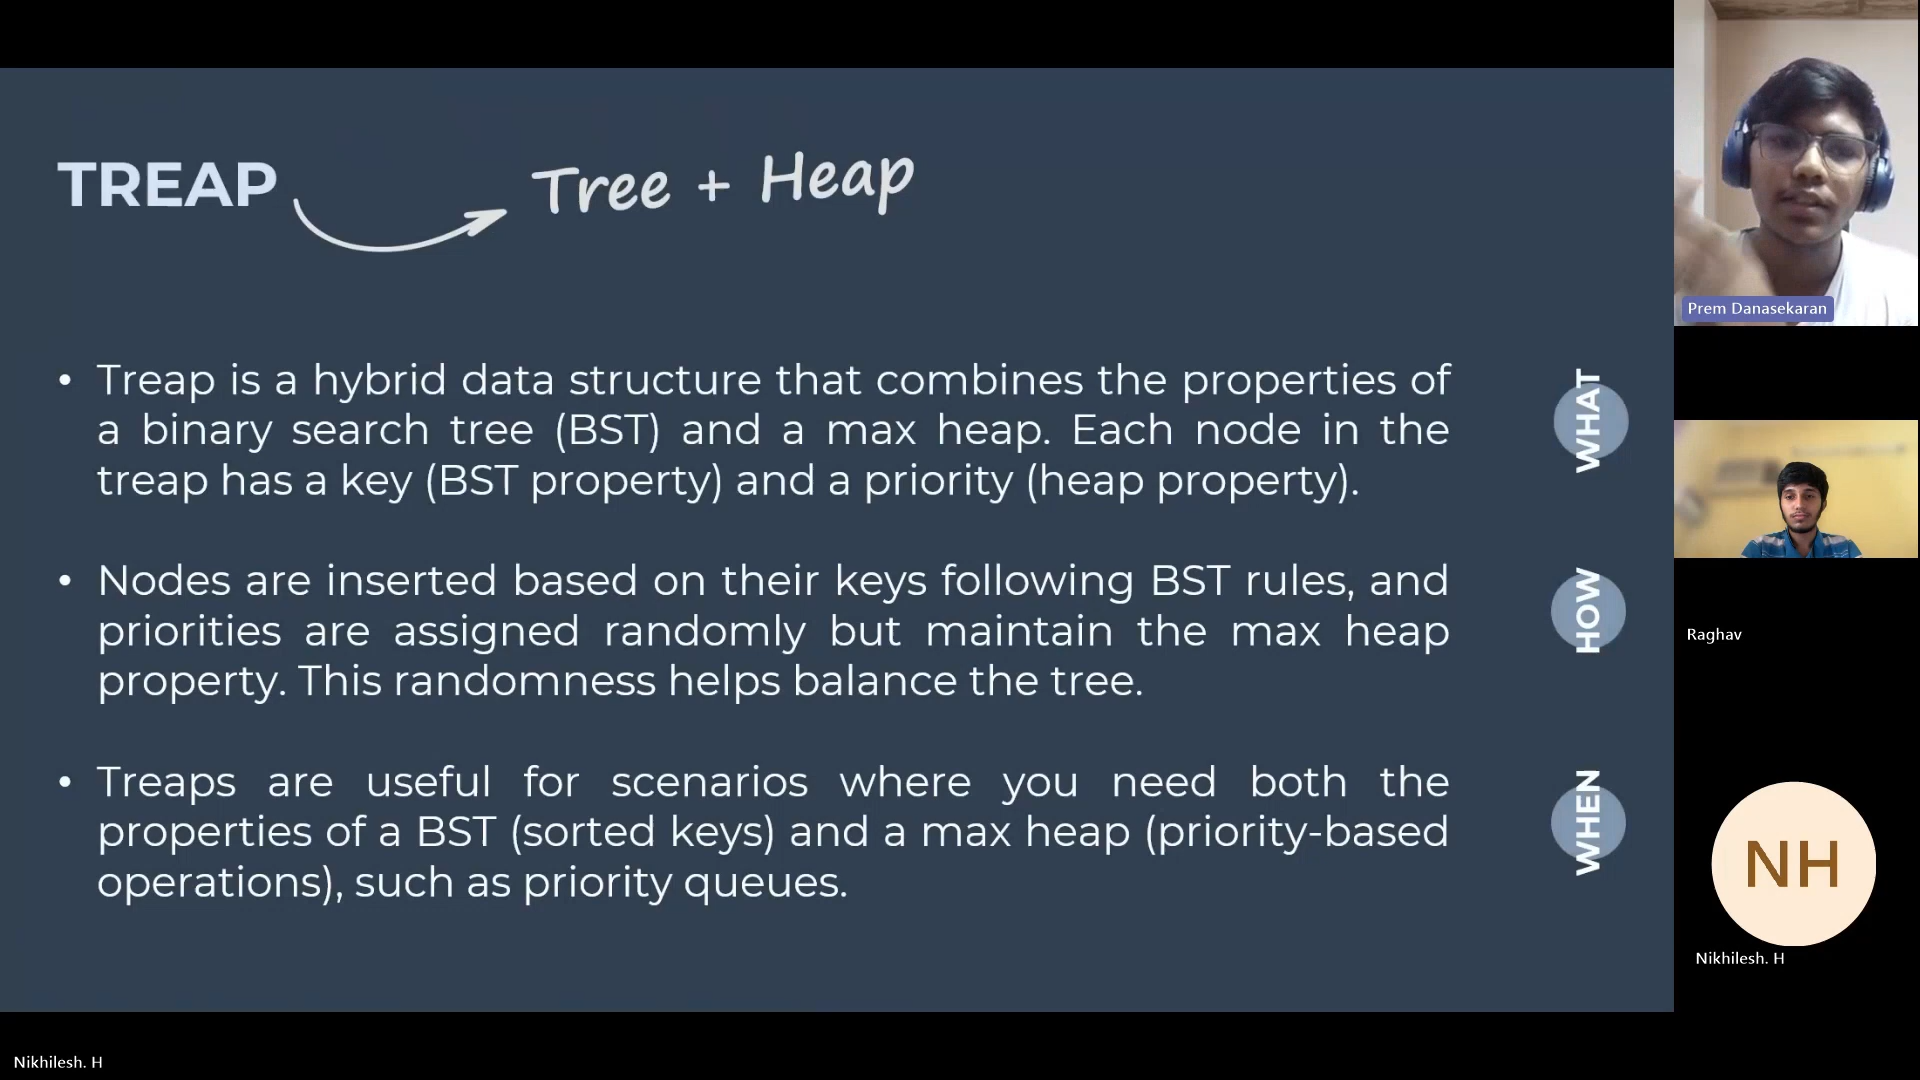 TREAP
Tree + Heap
• Treap is a hybrid data structure that combines the properties of
a binary search tree (BST) and a max heap. Each node in the
treap has a key (BST property) and a priority (heap property).
WHAT
• Nodes are inserted based on their keys following BST rules, and
priorities are assigned randomly but maintain the max heap
property. This randomness helps balance the tree.
HOW
• Treaps are useful for scenarios where you need both the
properties of a BST (sorted keys) and a max heap (priority-based
operations), such as priority queues.
WHEN
Prem Danasekaran
Raghav
NH
Nikhilesh. H
Nikhilesh. H